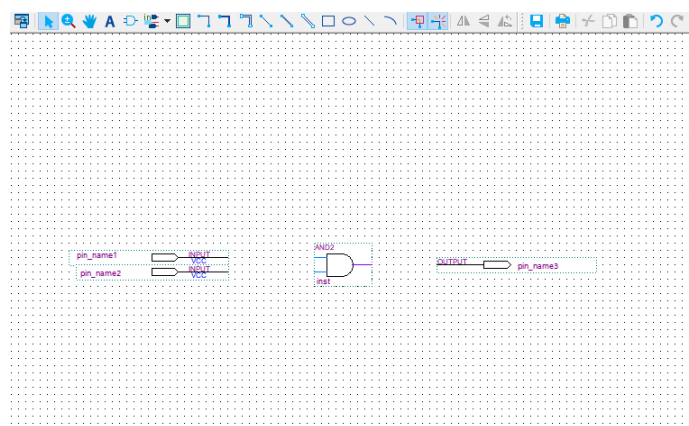 A
AND2
pin_name1 INPUT
VCC
pin_name2 INPUT
VCC
OUTPUT pin_name3
inst